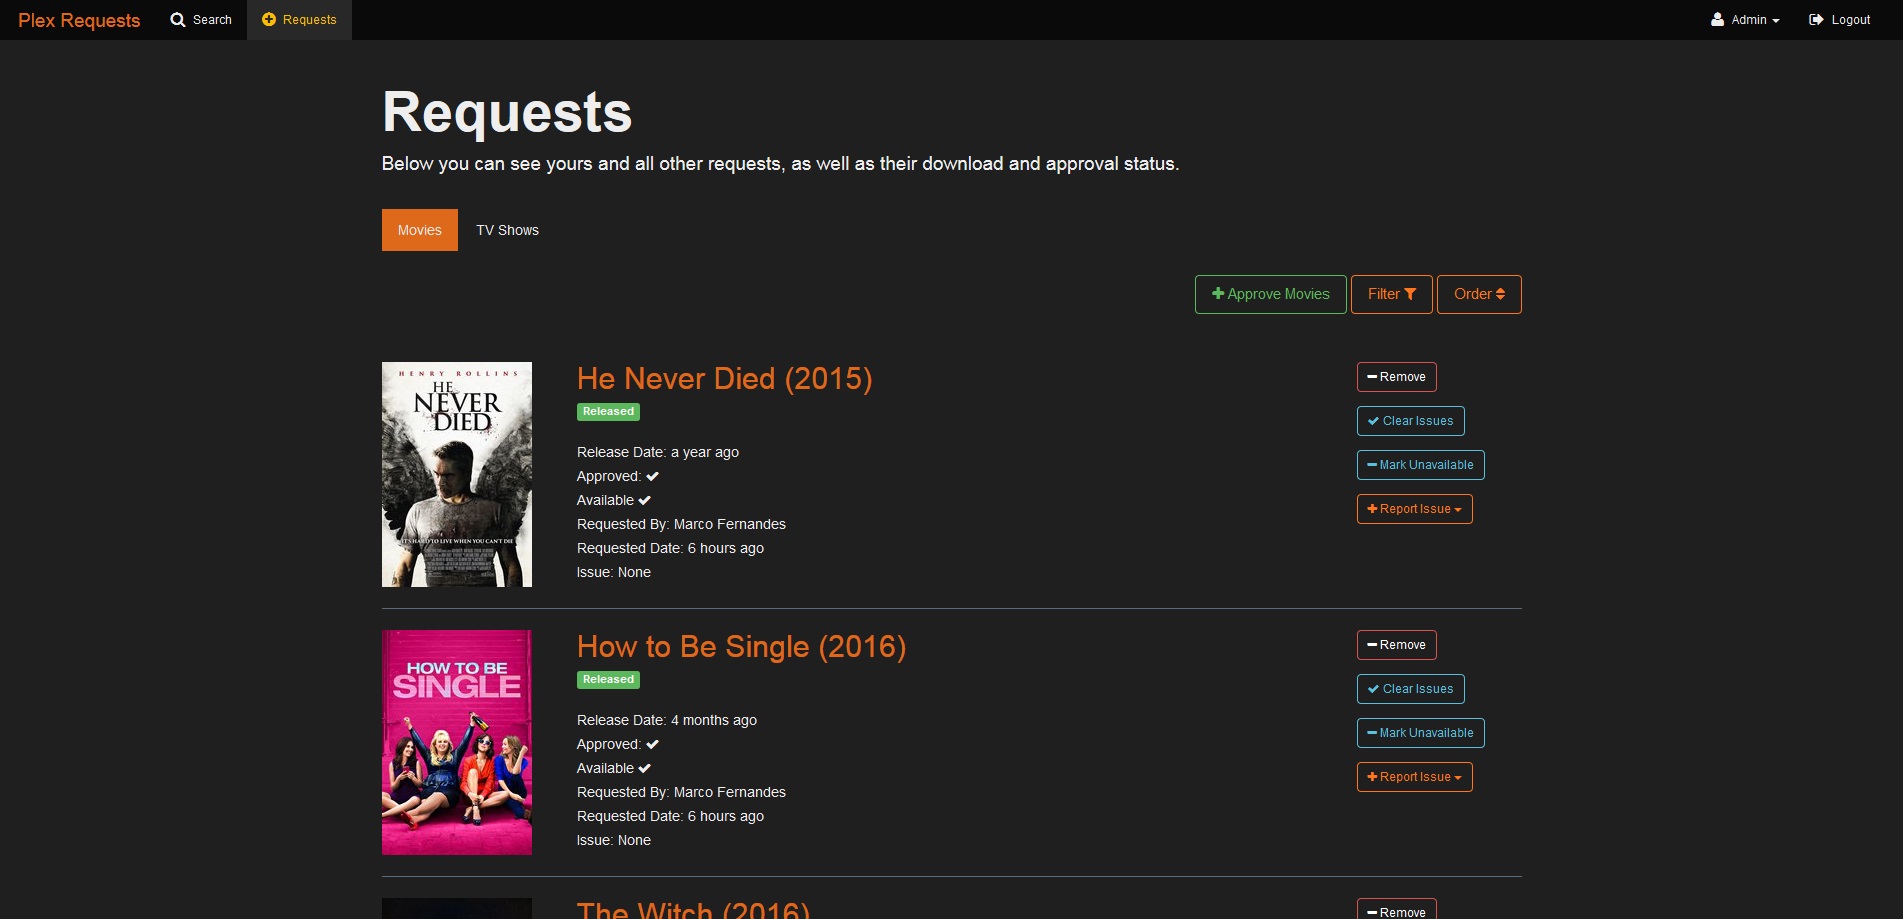 Plex Requests Search Requests Admin Logout
Requests
Below you can see yours and all other requests, as well as their download and approval status.
Movies TV Shows
Approve Movies Filter Order
HENRY ROLLINS
HE
NEVER
DIED
IT'S HARD TO LIVE WHEN YOU CAN'T DIE
He Never Died (2015)
Released
Release Date: a year ago
Approved:
Available
Requested By: Marco Fernandes
Requested Date: 6 hours ago
Issue: None
Remove
Clear Issues
Mark Unavailable
Report Issue
HOW TO BE
SINGLE
How to Be Single (2016)
Released
Release Date: 4 months ago
Approved:
Available
Requested By: Marco Fernandes
Requested Date: 6 hours ago
Issue: None
Remove
Clear Issues
Mark Unavailable
Report Issue
The Witch (2016)
Remove